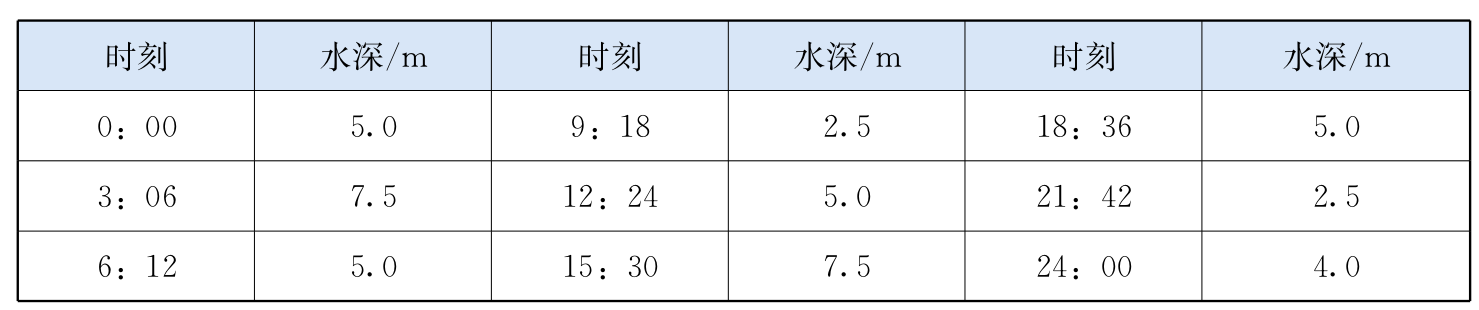 时刻 水深/m 时刻 水深/m 时刻 水深/m
0：00 5.0 9：18 2.5 18：36 5.0
3：06 7.5 12：24 5.0 21：42 2.5
6：12 5.0 15：30 7.5 24：00 4.0